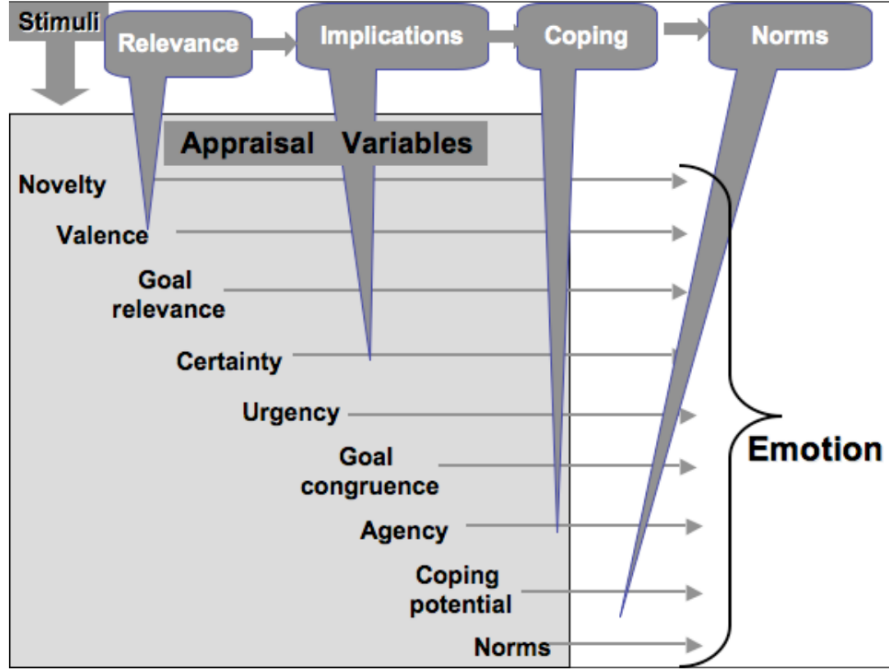 Stimuli
Relevance
Implications
Coping
Norms
Appraisal Variables
Novelty
Valence
Goal
relevance
Certainty
Urgency
Goal
congruence
Agency
Coping
potential
Norms
Emotion